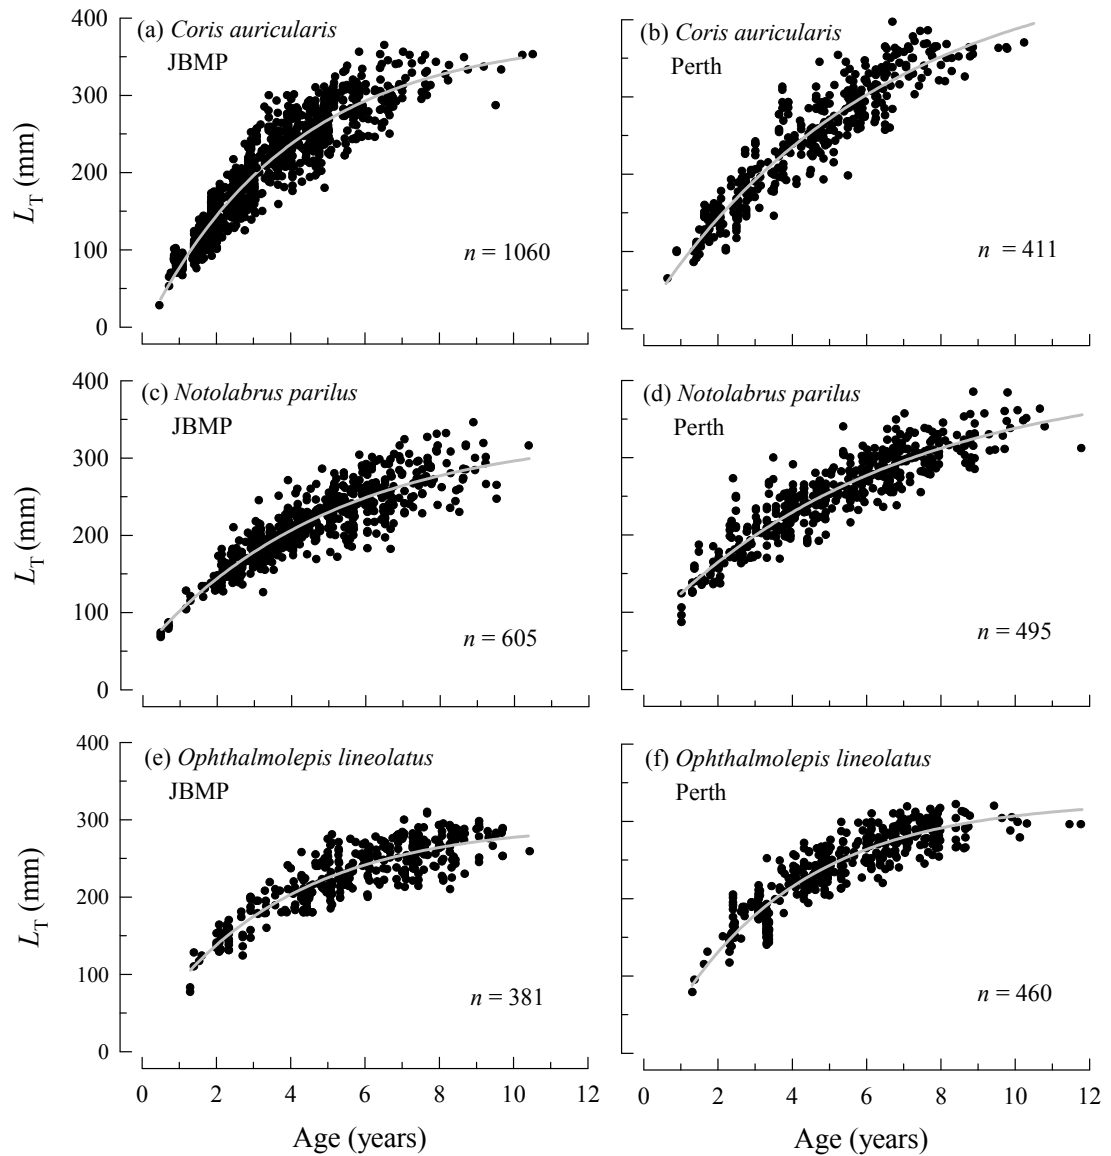 400
300
200
100
0
L_T (mm)
(a) Coris auricularis
JBMP
n = 1060
(b) Coris auricularis
Perth
n = 411
400
300
200
100
0
L_T (mm)
(c) Notolabrus parilus
JBMP
n = 605
(d) Notolabrus parilus
Perth
n = 495
400
300
200
100
0
L_T (mm)
(e) Ophthalmolepis lineolatus
JBMP
n = 381
(f) Ophthalmolepis lineolatus
Perth
n = 460
0 2 4 6 8 10 12
0 2 4 6 8 10 12
Age (years)
Age (years)